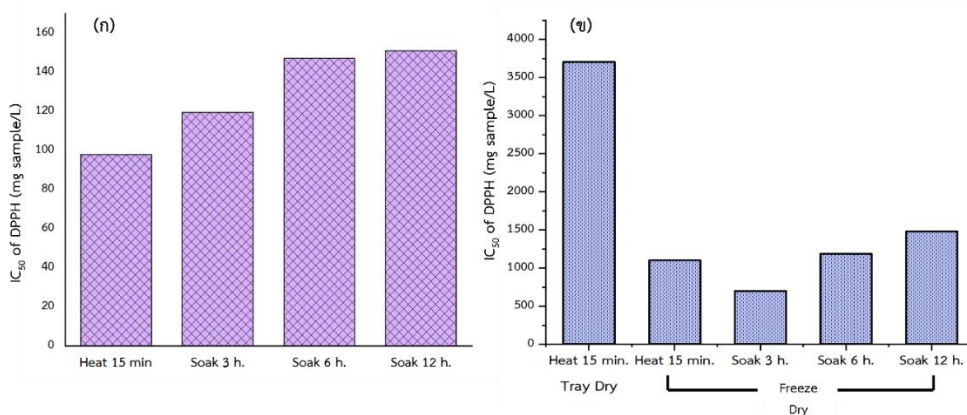 (ก)
IC50 of DPPH (mg sample/L)
160
140
120
100
80
60
40
20
0
Heat 15 min
Soak 3 h.
Soak 6 h.
Soak 12 h.
(ข)
IC50 of DPPH (mg sample/L)
4000
3500
3000
2500
2000
1500
1000
500
0
Heat 15 min.
Heat 15 min.
Soak 3 h.
Soak 6 h.
Soak 12 h.
Tray Dry
Freeze
Dry